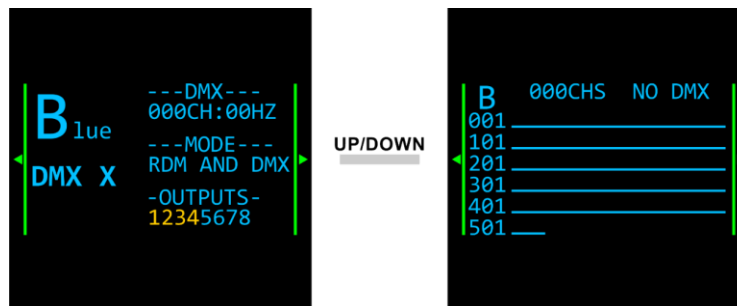 Blue
DMX X
---DMX---
000CH:00HZ
---MODE---
RDM AND DMX
-OUTPUTS-
12345678
UP/DOWN
B 000CHS NO DMX
001
101
201
301
401
501